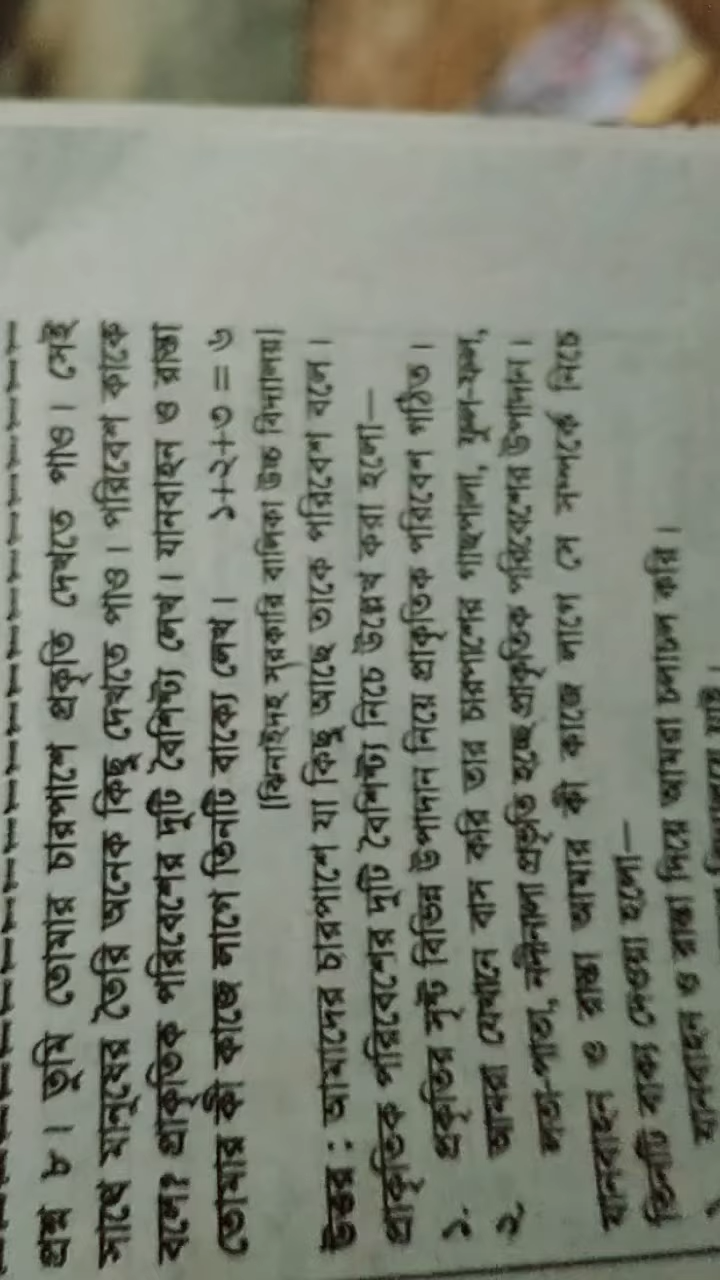 প্রশ্ন ৮। তুমি তোমার চারপাশে প্রকৃতি দেখতে পাও। সেই
সাথে মানুষের তৈরি অনেক কিছু দেখতে পাও। পরিবেশ কাকে
বলে? প্রাকৃতিক পরিবেশের দুটি বৈশিষ্ট্য লেখ। যানবাহন ও রাস্তা
তোমার কী কাজে লাগে তিনটি বাক্যে লেখ। ১+২+৩ = ৬
[ঝিনাইদহ সরকারি বালিকা উচ্চ বিদ্যালয়]
উত্তর : আমাদের চারপাশে যা কিছু আছে তাকে পরিবেশ বলে।
প্রাকৃতিক পরিবেশের দুটি বৈশিষ্ট্য নিচে উল্লেখ করা হলো—
১. প্রকৃতির সৃষ্ট বিভিন্ন উপাদান নিয়ে প্রাকৃতিক পরিবেশ গঠিত।
২. আমরা যেখানে বাস করি তার চারপাশের গাছপালা, ফুল-ফল,
লতা-পাতা, নদীনালা প্রভৃতি হচ্ছে প্রাকৃতিক পরিবেশের উপাদান।
যানবাহন ও রাস্তা আমার কী কাজে লাগে সে সম্পর্কে নিচে
তিনটি বাক্য দেওয়া হলো—
যানবাহন ও রাস্তা দিয়ে আমরা চলাচল করি।